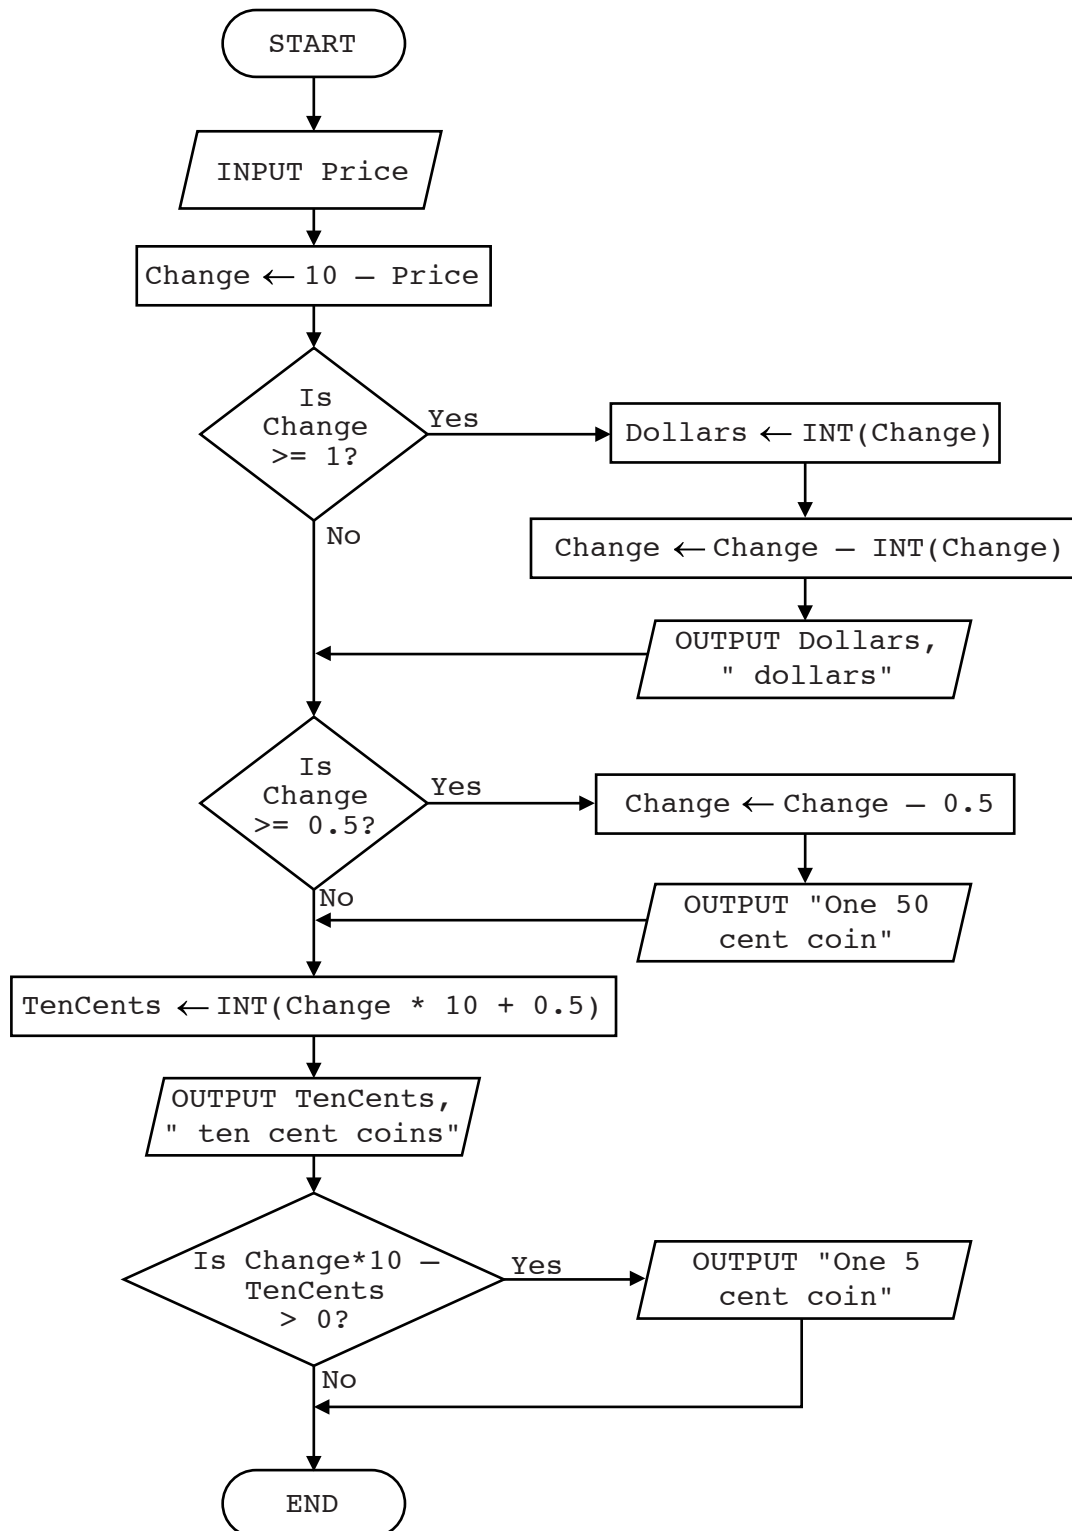 START
INPUT Price
Change ← 10 – Price
Is
Change
>= 1?
Yes
Dollars ← INT(Change)
No
Change ← Change – INT(Change)
OUTPUT Dollars,
" dollars"
Is
Change
>= 0.5?
Yes
Change ← Change – 0.5
No
OUTPUT "One 50
cent coin"
TenCents ← INT(Change * 10 + 0.5)
OUTPUT TenCents,
" ten cent coins"
Is Change*10 –
TenCents
> 0?
Yes
OUTPUT "One 5
cent coin"
No
END